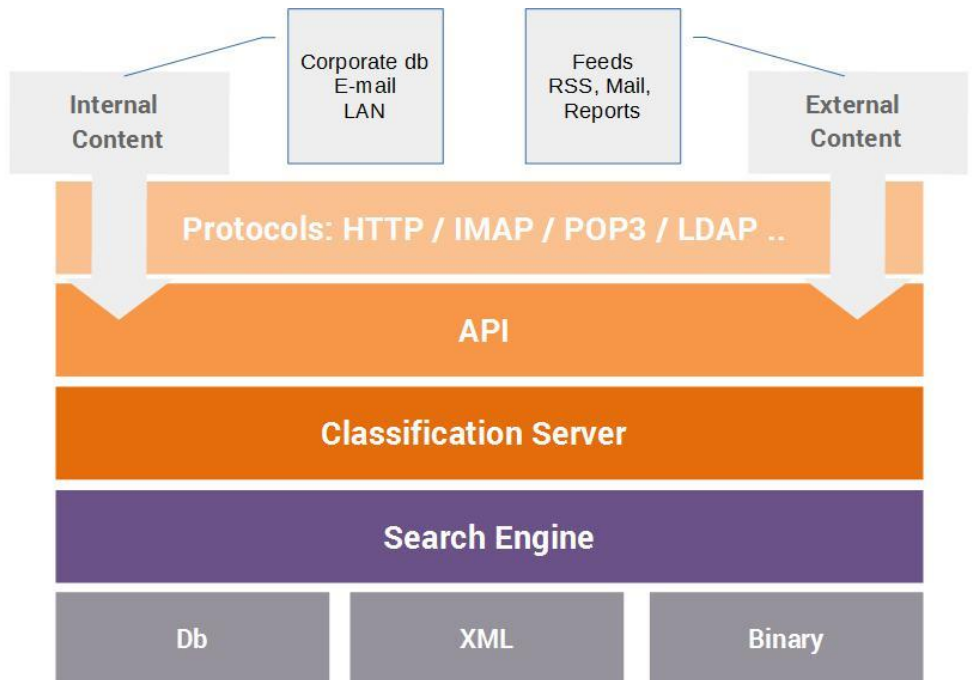 Corporate db
E-mail
LAN
Feeds
RSS, Mail,
Reports
Internal
Content
External
Content
Protocols: HTTP / IMAP / POP3 / LDAP ..
API
Classification Server
Search Engine
Db
XML
Binary